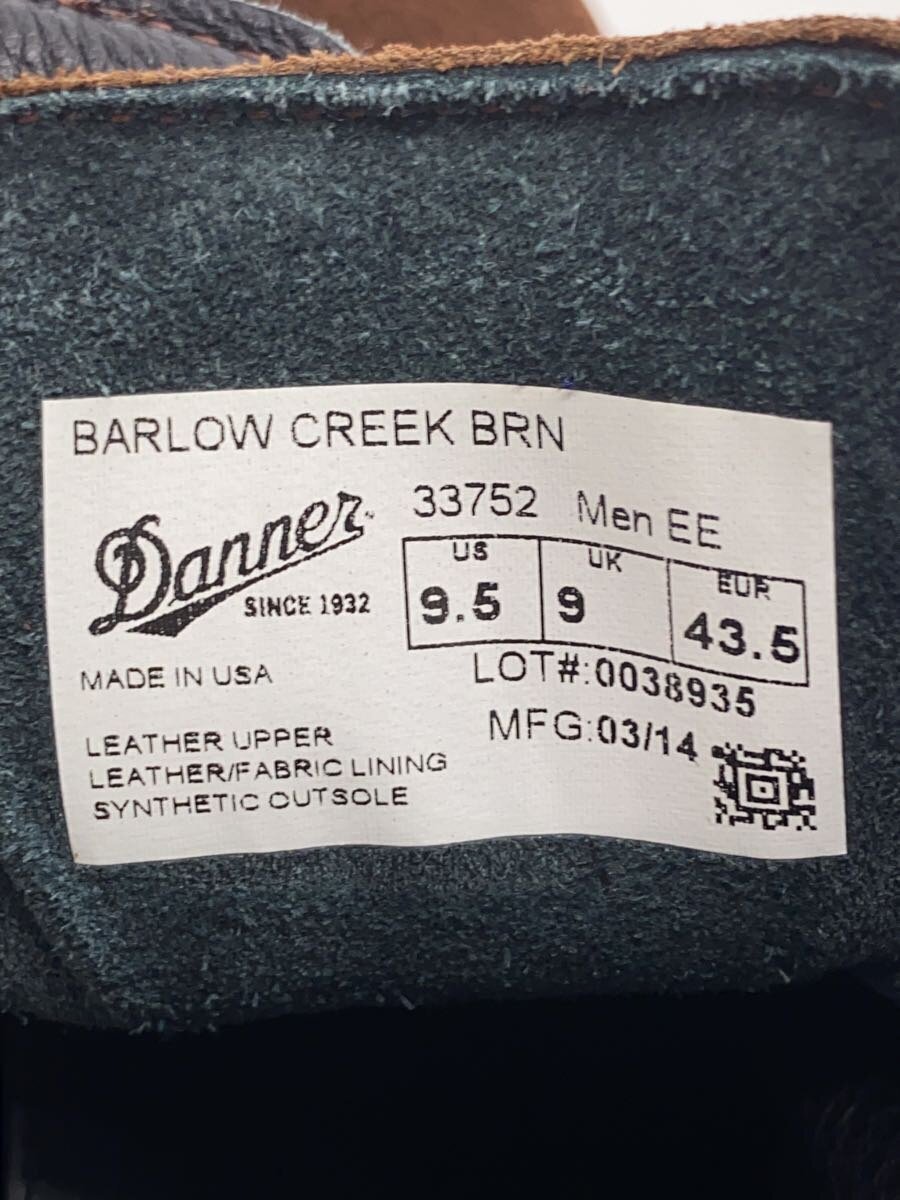 BARLOW CREEK BRN
Danner
SINCE 1932
33752 Men EE
US UK EUR
9.5 9 43.5
LOT#:0038935
MFG:03/14
MADE IN USA
LEATHER UPPER
LEATHER/FABRIC LINING
SYNTHETIC OUTSOLE